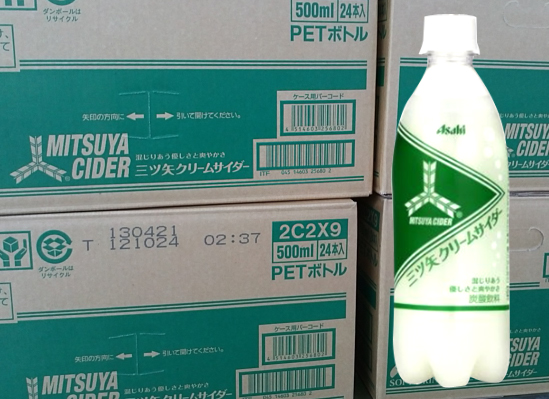 500ml 24本入
PETボトル
ダンボールは
リサイクル
ケース用バーコード
矢印の方向に
引いて開けてください。
MITSUYA
CIDER
混じりあう優しさと爽やかさ
三ツ矢クリームサイダー
ITF
T 130421
121024 02:37
2C2X9
500ml 24本入
PETボトル
ダンボールは
リサイクル
ケース用バーコード
矢印の方向に
引いて開けてください。
MITSUYA
CIDER
混じりあう優しさと爽やかさ
三ツ矢クリームサイダー
Asahi
MITSUYA CIDER
三ツ矢クリームサイダー
混じりあう
優しさと爽やかさ
炭酸飲料